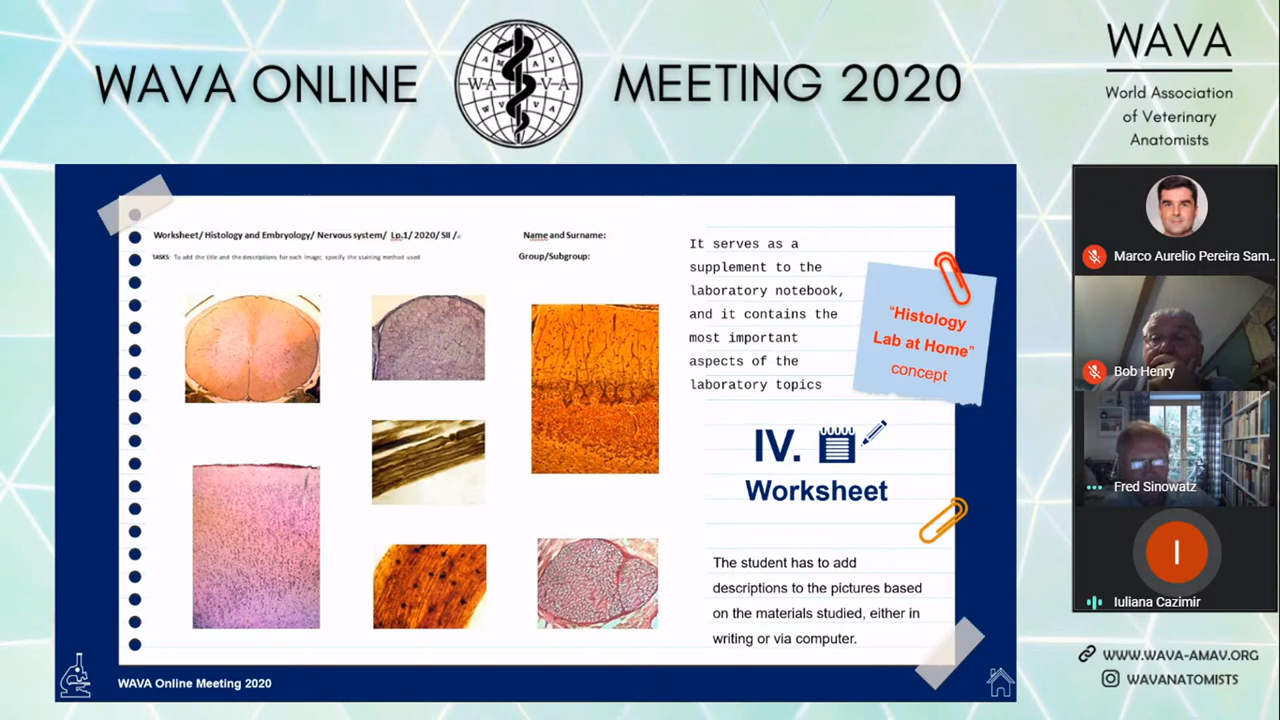 WAVA ONLINE
MEETING 2020
WAVA
World Association
of Veterinary
Anatomists
Worksheet/ Histology and Embryology/ Nervous system/ Lp.1/ 2020/ SII /
Name and Surname:
TASKS: To add the title and the descriptions for each image; specify the staining method used
Group/Subgroup:
It serves as a
supplement to the
laboratory notebook,
and it contains the
most important
aspects of the
laboratory topics
"Histology
Lab at Home"
concept
IV.
Worksheet
The student has to add
descriptions to the pictures based
on the materials studied, either in
writing or via computer.
WAVA Online Meeting 2020
Marco Aurelio Pereira Sam..
Bob Henry
Fred Sinowatz
I
Iuliana Cazimir
WWW.WAVA-AMAV.ORG
WAVANATOMISTS